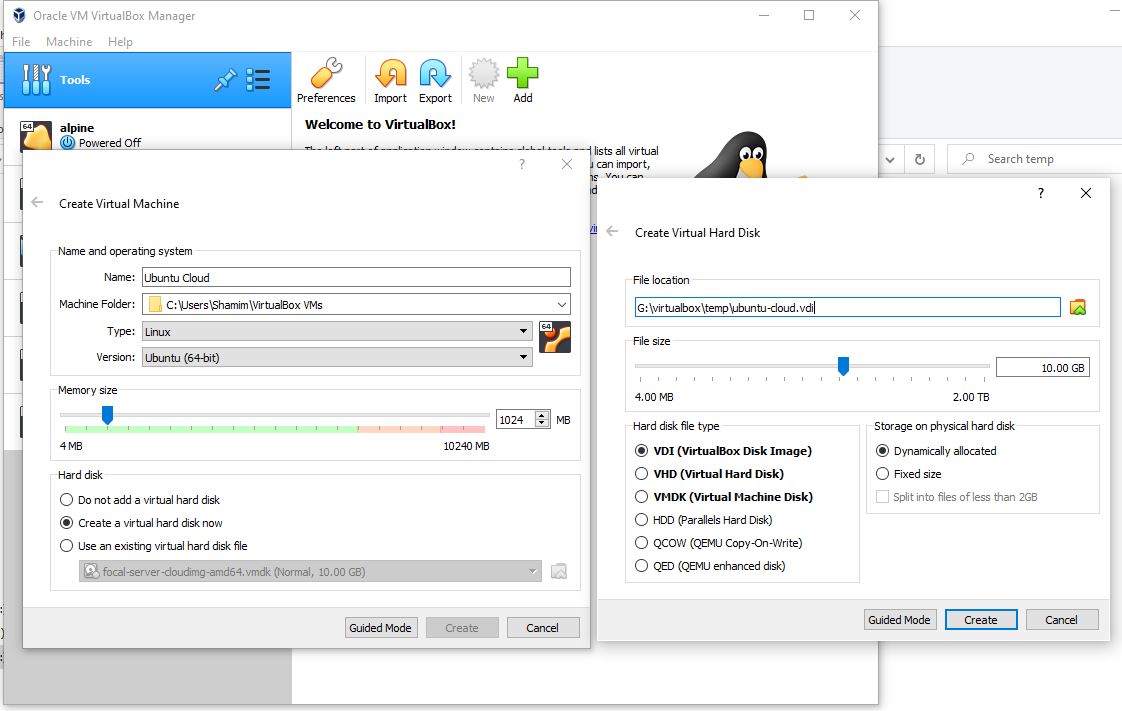 Oracle VM VirtualBox Manager
File Machine Help
Tools
Preferences Import Export New Add
64
alpine
Powered Off
Welcome to VirtualBox!
The left part of application window contains global tools and lists all virtual
u can import,
ns. You can
Search temp
?
Create Virtual Machine
Name and operating system
Name: Ubuntu Cloud
Machine Folder: C:\Users\Shamim\VirtualBox VMs
Type: Linux
64
Version: Ubuntu (64-bit)
Memory size
1024 MB
4 MB 10240 MB
Hard disk
Do not add a virtual hard disk
Create a virtual hard disk now
Use an existing virtual hard disk file
focal-server-cloudimg-amd64.vmdk (Normal, 10.00 GB)
Guided Mode Create Cancel
?
Create Virtual Hard Disk
File location
G:\virtualbox\temp\ubuntu-cloud.vdi
File size
10.00 GB
4.00 MB 2.00 TB
Hard disk file type
VDI (VirtualBox Disk Image)
VHD (Virtual Hard Disk)
VMDK (Virtual Machine Disk)
HDD (Parallels Hard Disk)
QCOW (QEMU Copy-On-Write)
QED (QEMU enhanced disk)
Storage on physical hard disk
Dynamically allocated
Fixed size
Split into files of less than 2GB
Guided Mode Create Cancel